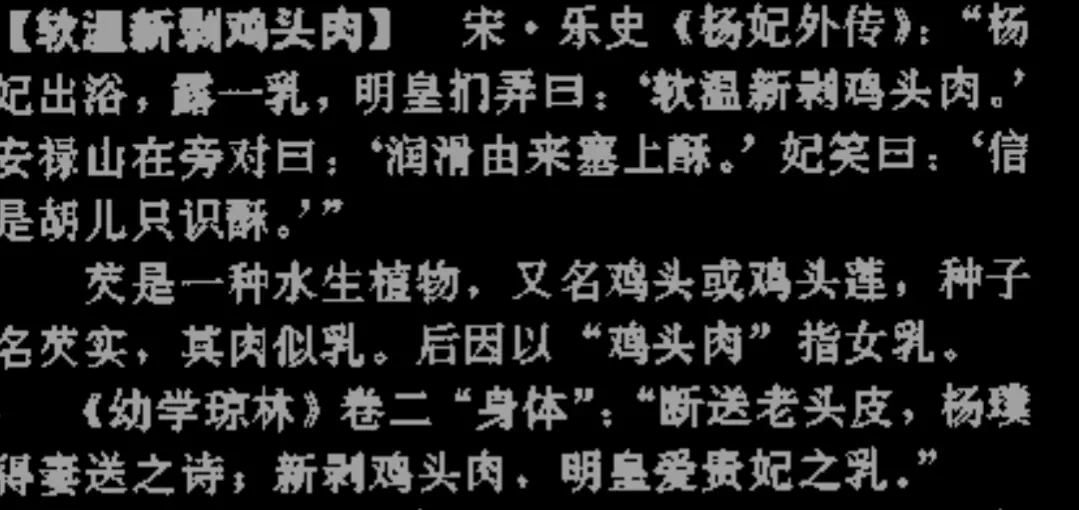 【软温新剥鸡头肉】 宋·乐史《杨妃外传》：“杨
妃出浴，露一乳，明皇扪弄曰：‘软温新剥鸡头肉。’
安禄山在旁对曰：‘润滑由来塞上酥。’妃笑曰：‘信
是胡儿只识酥。’”
芡是一种水生植物，又名鸡头或鸡头莲，种子
名芡实，其肉似乳。后因以“鸡头肉”指女乳。
《幼学琼林》卷二“身体”：“断送老头皮，杨璞
得妻送之诗；新剥鸡头肉，明皇爱贵妃之乳.”